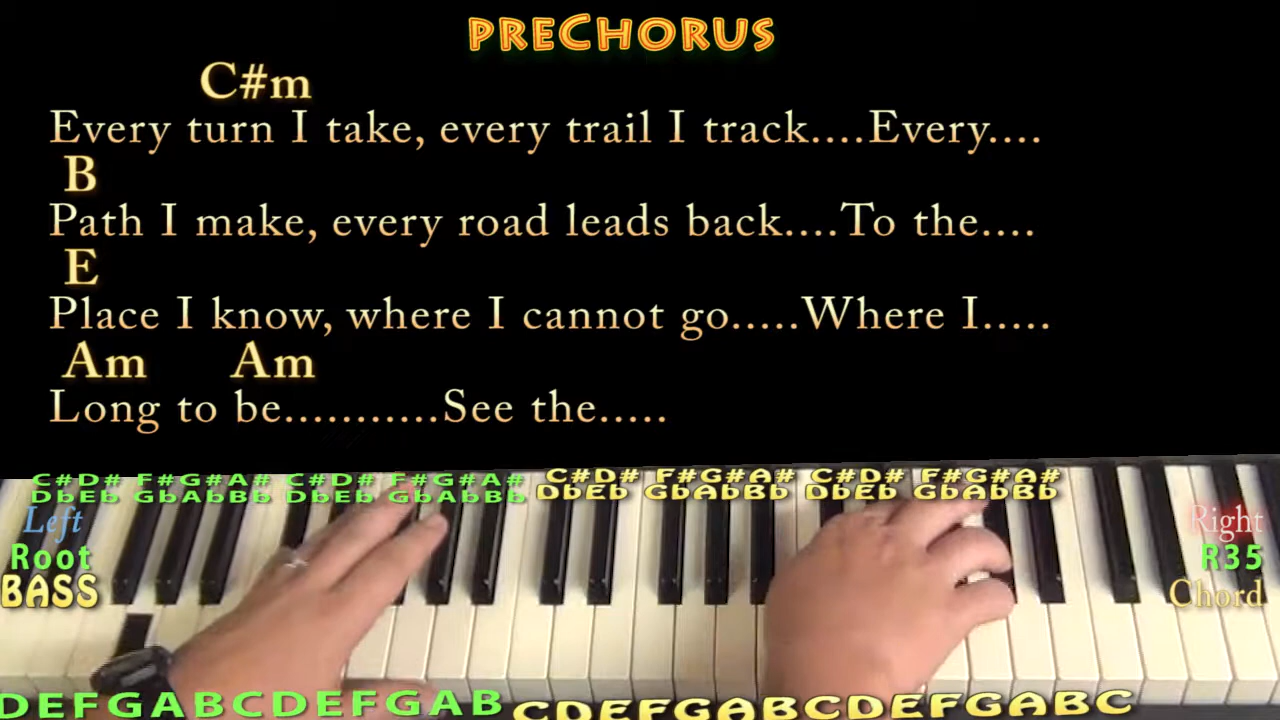 PRECHORUS
C#m
Every turn I take, every trail I track....Every....
B
Path I make, every road leads back....To the....
E
Place I know, where I cannot go.....Where I.....
Am Am
Long to be...........See the.....
C#D# F#G#A# C#D# F#G#A# C#D# F#G#A# C#D# F#G#A#
DbEb GbAbBb DbEb GbAbBb DbEb GbAbBb DbEb GbAbBb
Left
Root
BASS
Right
R35
Chord
DEFGABCDEFGAB CDEFGABCDEFGABC